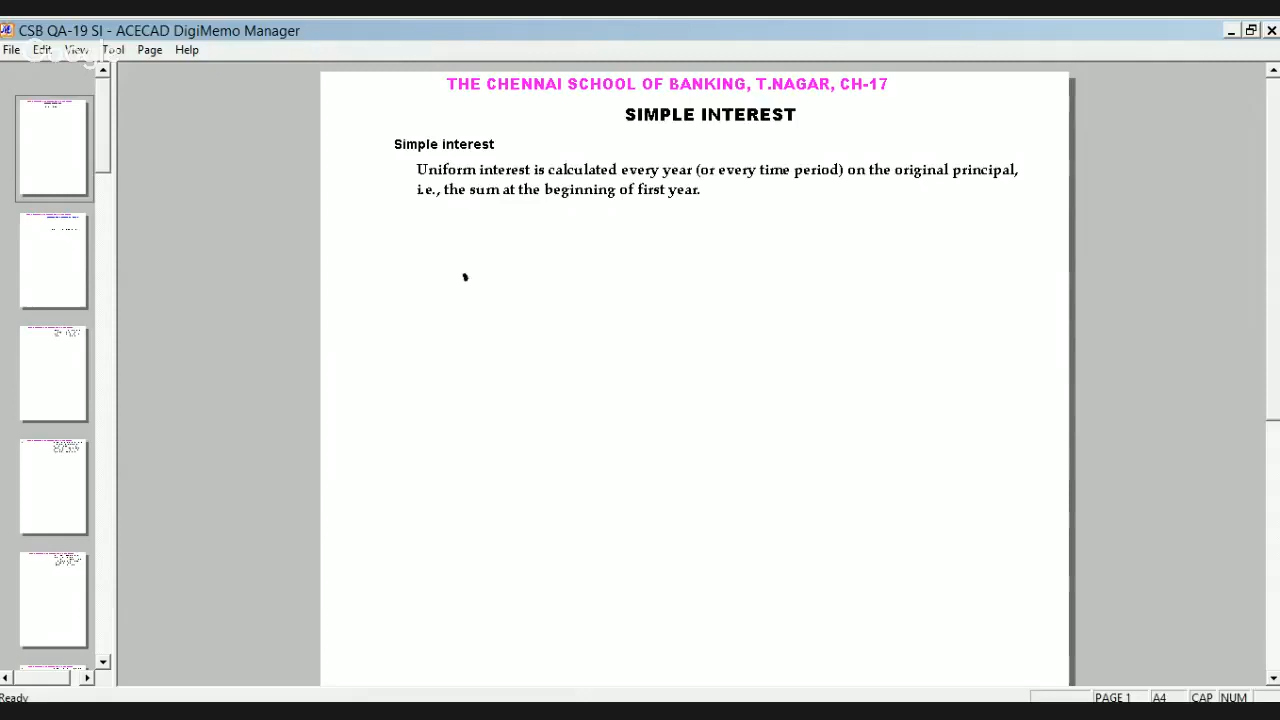 CSB QA-19 SI - ACECAD DigiMemo Manager
File Edit View Tool Page Help
Google
THE CHENNAI SCHOOL OF BANKING, T.NAGAR, CH-17
SIMPLE INTEREST
Simple interest
Uniform interest is calculated every year (or every time period) on the original principal,
i.e., the sum at the beginning of first year.
Ready
PAGE 1 A4 CAP NUM